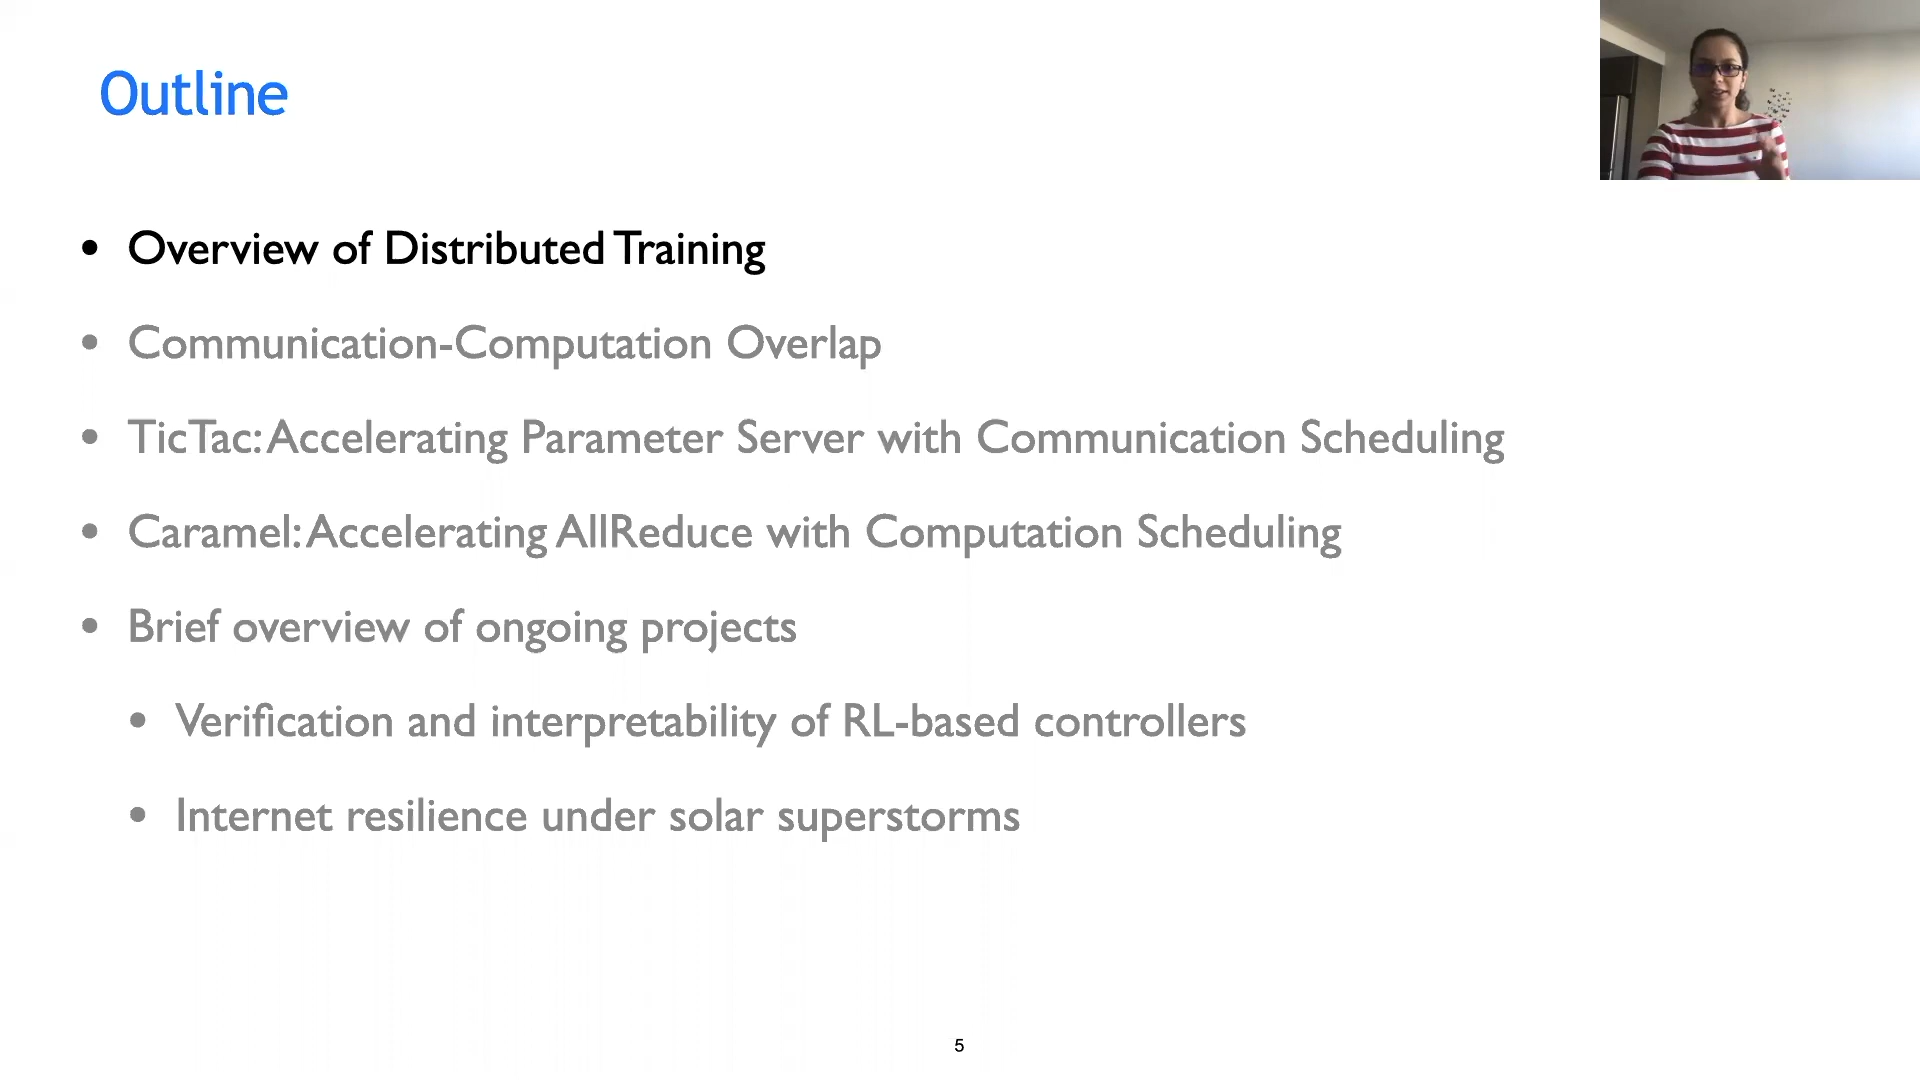 Outline
• Overview of Distributed Training
• Communication-Computation Overlap
• TicTac: Accelerating Parameter Server with Communication Scheduling
• Caramel: Accelerating AllReduce with Computation Scheduling
• Brief overview of ongoing projects
• Verification and interpretability of RL-based controllers
• Internet resilience under solar superstorms
5